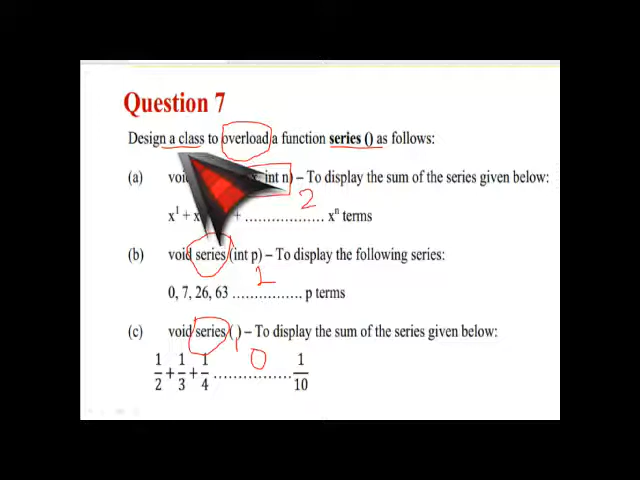 Question 7
Design a class to overload a function series () as follows:
(a) void int n) – To display the sum of the series given below:
2
x¹ + x + .................. xⁿ terms
(b) void series (int p) – To display the following series:
1
0, 7, 26, 63 ............... p terms
(c) void series ( ) – To display the sum of the series given below:
0
1/2 + 1/3 + 1/4 ................. 1/10